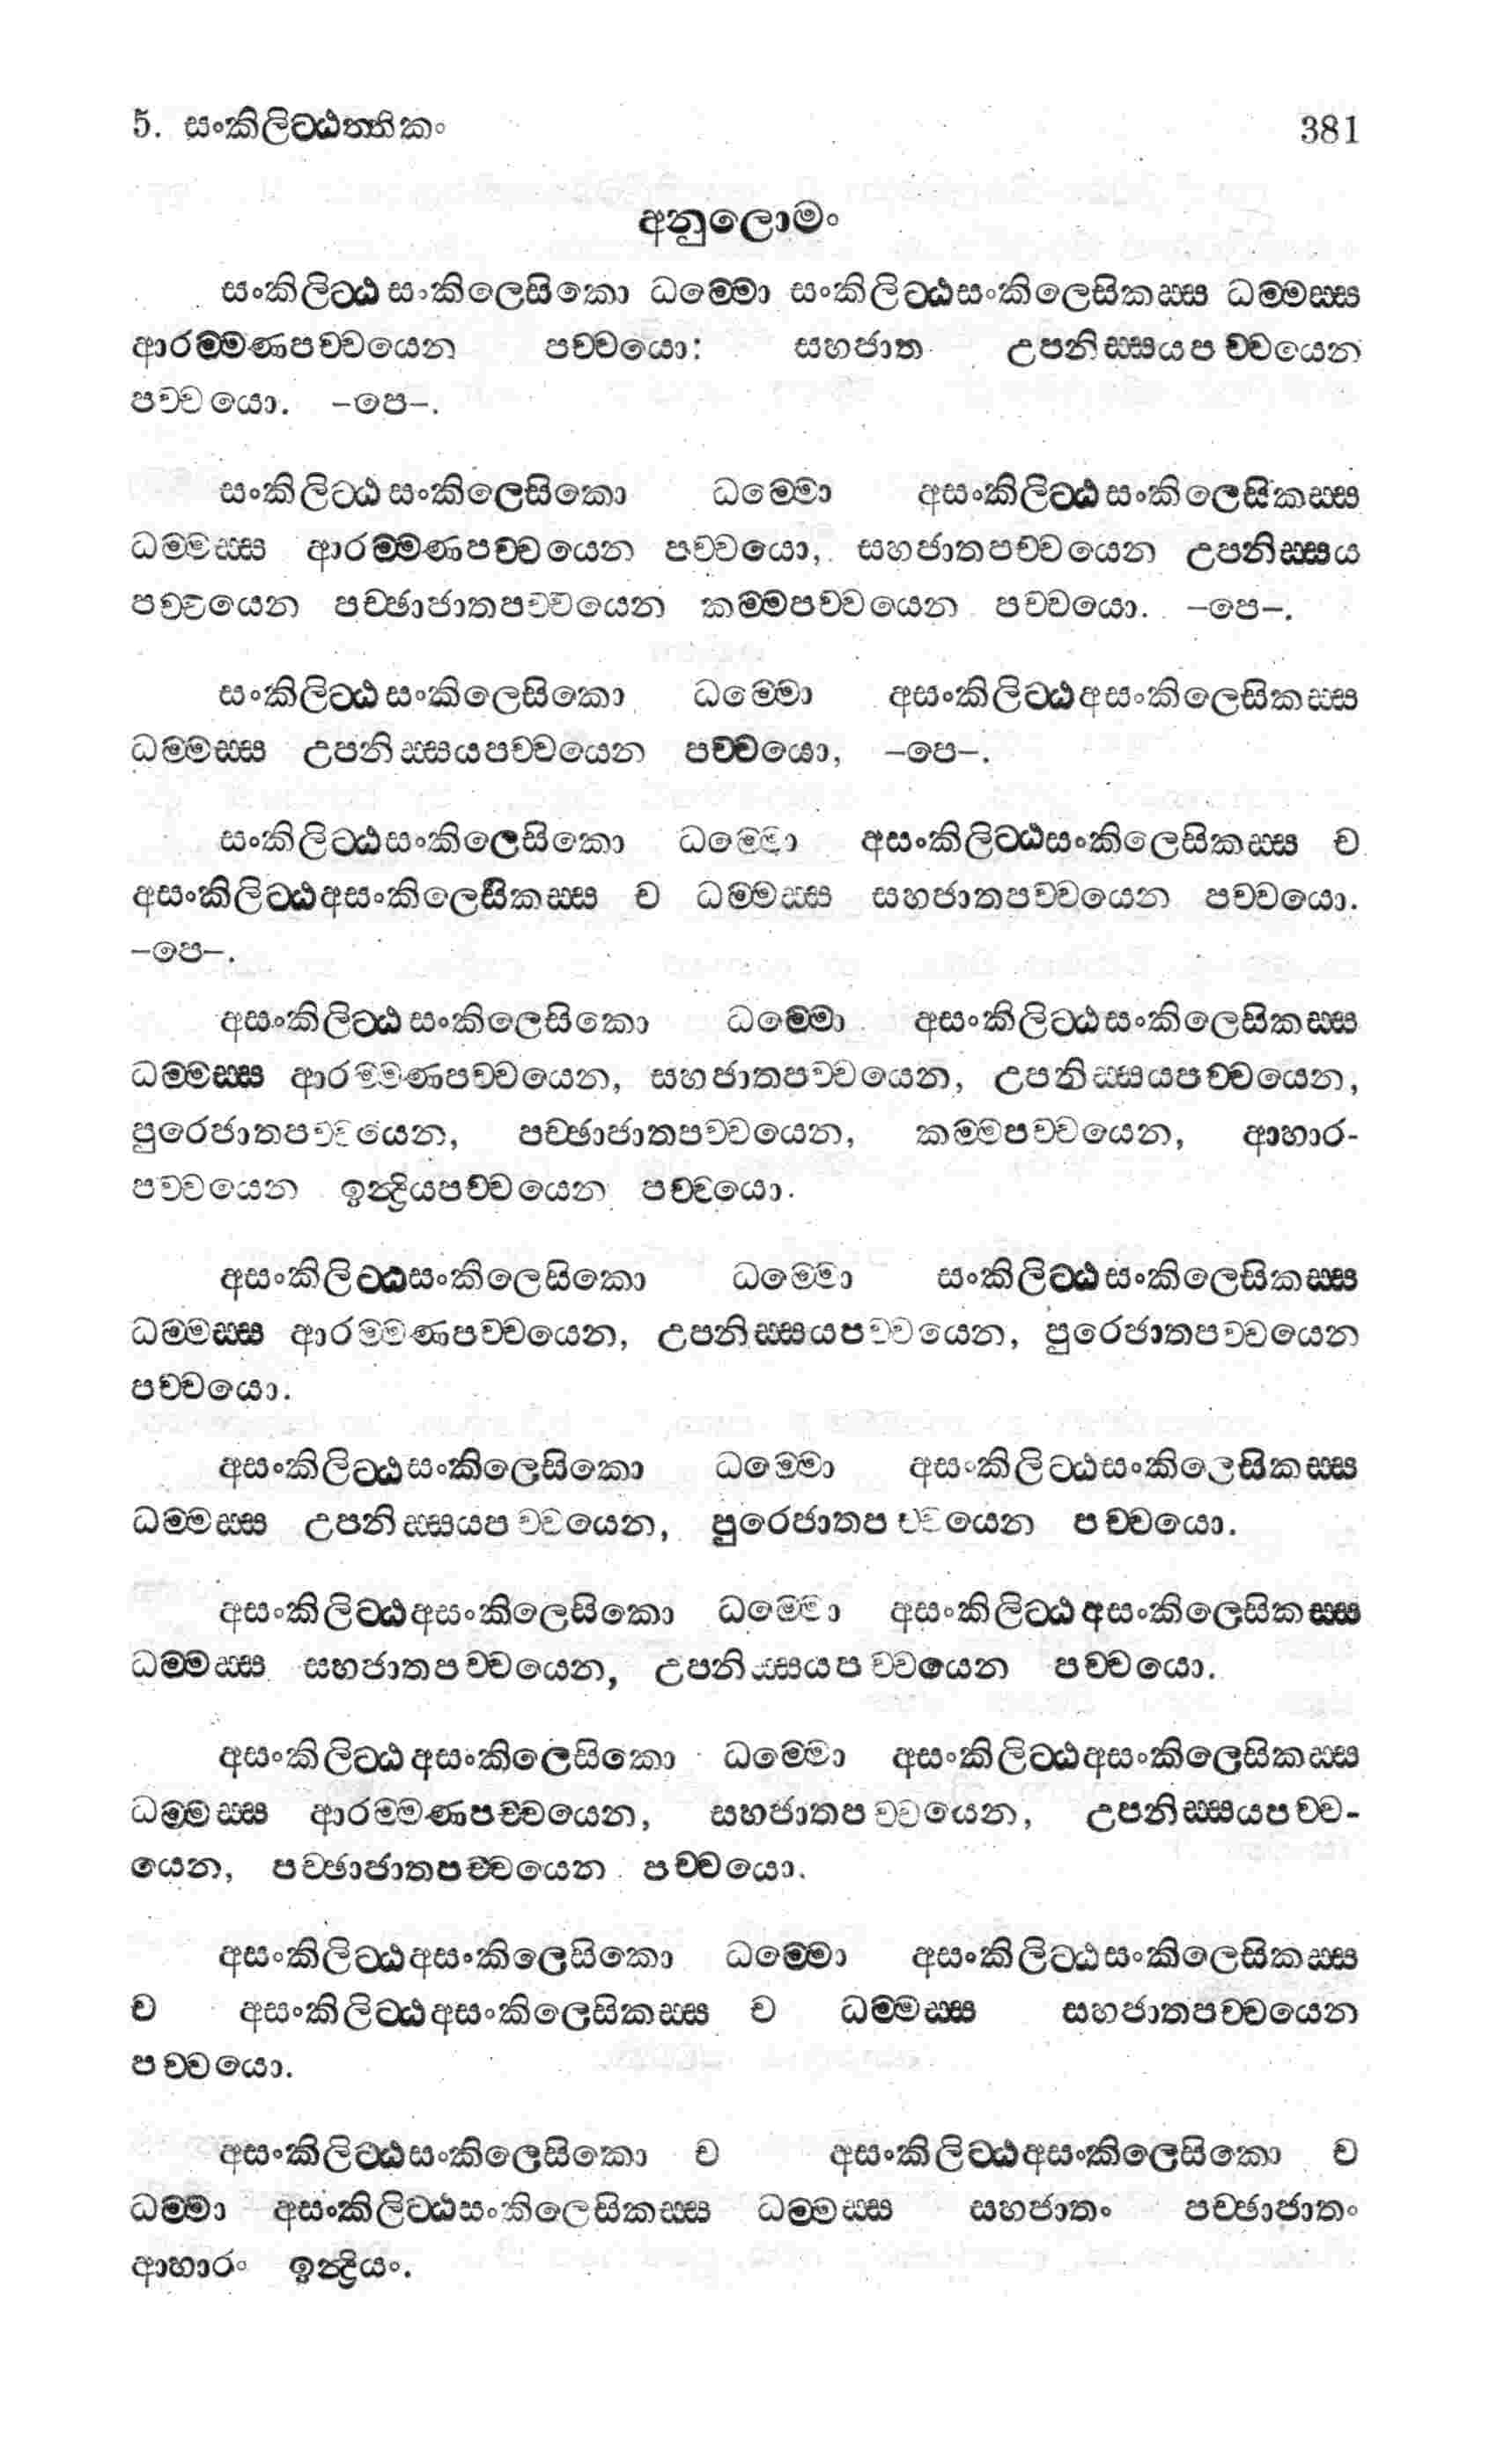 5. සංකිලිට්ඨත්තිකං 381
අනුලොමං
සංකිලිට්ඨසංකිලෙසිකො ධම්මො සංකිලිට්ඨසංකිලෙසිකස්ස ධම්මස්ස
ආරම්මණපච්චයෙන පච්චයො: සහජාත උපනිස්සයපච්චයෙන
පච්චයො. –පෙ–.
සංකිලිට්ඨසංකිලෙසිකො ධම්මො අසංකිලිට්ඨසංකිලෙසිකස්ස
ධම්මස්ස ආරම්මණපච්චයෙන පච්චයො, සහජාතපච්චයෙන උපනිස්සය
පච්චයෙන පච්ඡාජාතපච්චයෙන කම්මපච්චයෙන පච්චයො. –පෙ–.
සංකිලිට්ඨසංකිලෙසිකො ධම්මො අසංකිලිට්ඨඅසංකිලෙසිකස්ස
ධම්මස්ස උපනිස්සයපච්චයෙන පච්චයො, –පෙ–.
සංකිලිට්ඨසංකිලෙසිකො ධම්මො අසංකිලිට්ඨසංකිලෙසිකස්ස ච
අසංකිලිට්ඨඅසංකිලෙසිකස්ස ච ධම්මස්ස සහජාතපච්චයෙන පච්චයො.
–පෙ–.
අසංකිලිට්ඨසංකිලෙසිකො ධම්මො අසංකිලිට්ඨසංකිලෙසිකස්ස
ධම්මස්ස ආරම්මණපච්චයෙන, සහජාතපච්චයෙන, උපනිස්සයපච්චයෙන,
පුරෙජාතපච්චයෙන, පච්ඡාජාතපච්චයෙන, කම්මපච්චයෙන, ආහාර-
පච්චයෙන ඉන්ද්‍රියපච්චයෙන පච්චයො.
අසංකිලිට්ඨසංකිලෙසිකො ධම්මො සංකිලිට්ඨසංකිලෙසිකස්ස
ධම්මස්ස ආරම්මණපච්චයෙන, උපනිස්සයපච්චයෙන, පුරෙජාතපච්චයෙන
පච්චයො.
අසංකිලිට්ඨසංකිලෙසිකො ධම්මො අසංකිලිට්ඨසංකිලෙසිකස්ස
ධම්මස්ස උපනිස්සයපච්චයෙන, පුරෙජාතපච්චයෙන පච්චයො.
අසංකිලිට්ඨඅසංකිලෙසිකො ධම්මො අසංකිලිට්ඨඅසංකිලෙසිකස්ස
ධම්මස්ස සහජාතපච්චයෙන, උපනිස්සයපච්චයෙන පච්චයො.
අසංකිලිට්ඨඅසංකිලෙසිකො ධම්මො අසංකිලිට්ඨඅසංකිලෙසිකස්ස
ධම්මස්ස ආරම්මණපච්චයෙන, සහජාතපච්චයෙන, උපනිස්සයපච්ච-
යෙන, පච්ඡාජාතපච්චයෙන පච්චයො.
අසංකිලිට්ඨඅසංකිලෙසිකො ධම්මො අසංකිලිට්ඨසංකිලෙසිකස්ස
ච අසංකිලිට්ඨඅසංකිලෙසිකස්ස ච ධම්මස්ස සහජාතපච්චයෙන
පච්චයො.
අසංකිලිට්ඨසංකිලෙසිකො ච අසංකිලිට්ඨඅසංකිලෙසිකො ච
ධම්මා අසංකිලිට්ඨසංකිලෙසිකස්ස ධම්මස්ස සහජාතං පච්ඡාජාතං
ආහාරං ඉන්ද්‍රියං.